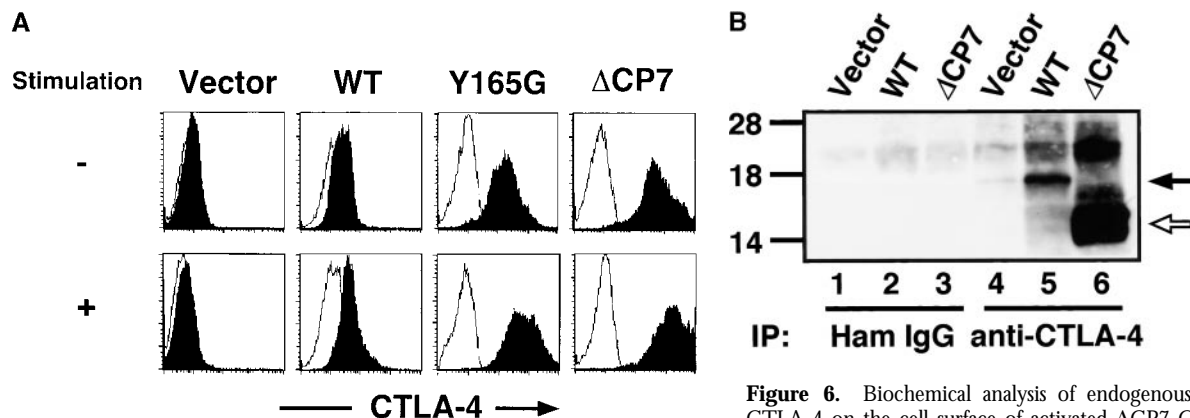 A
Stimulation Vector WT Y165G ΔCP7
-
+
CTLA-4
B
Vector WT ΔCP7 Vector WT ΔCP7
28
18
14
1 2 3 4 5 6
IP: Ham IgG anti-CTLA-4
Figure 6. Biochemical analysis of endogenous
CTLA-4 on the cell surface of activated ΔCP7